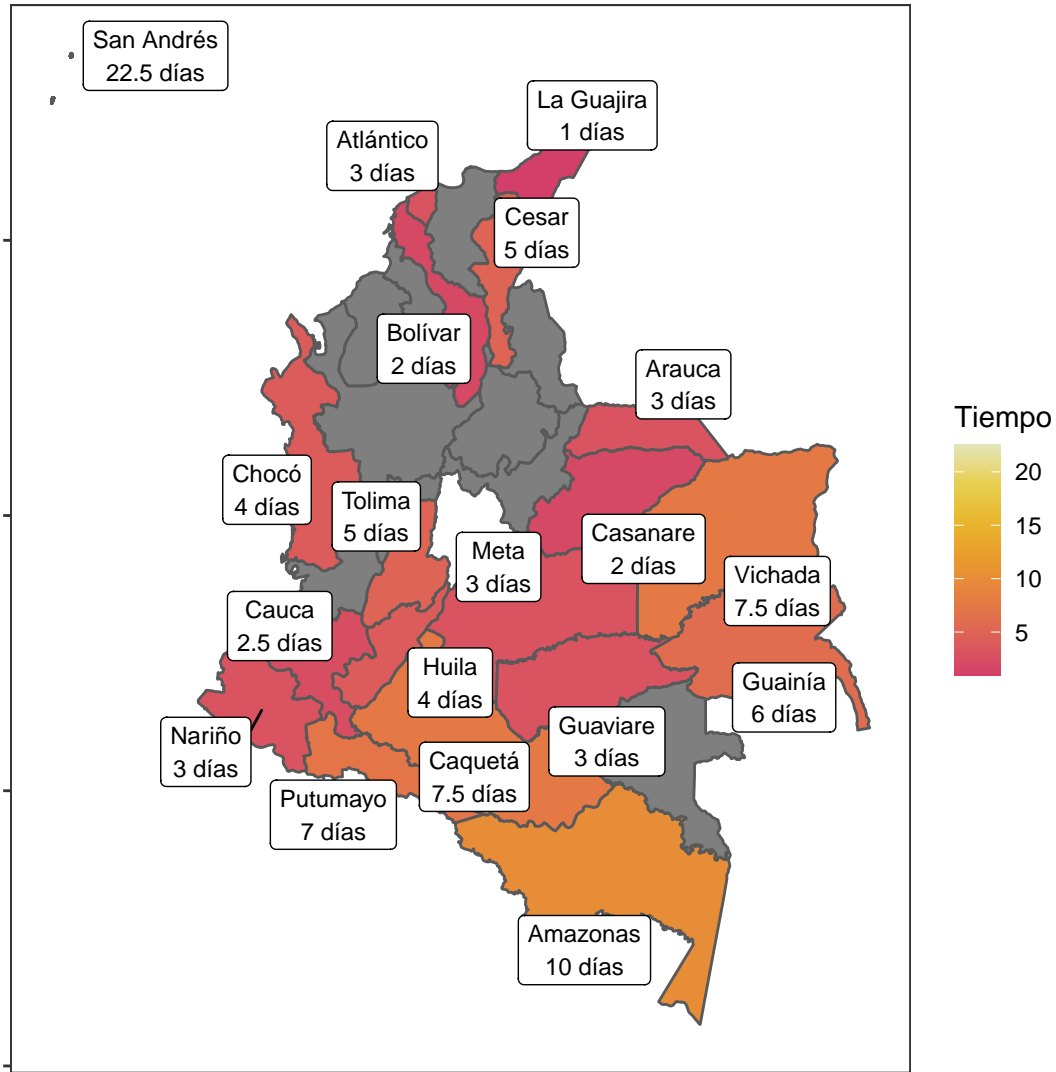 San Andrés
22.5 días
La Guajira
1 días
Atlántico
3 días
Cesar
5 días
Bolívar
2 días
Arauca
3 días
Tiempo
20
15
10
5
Chocó
4 días
Tolima
5 días
Meta
3 días
Casanare
2 días
Vichada
7.5 días
Cauca
2.5 días
Huila
4 días
Guainía
6 días
Nariño
3 días
Guaviare
3 días
Caquetá
7.5 días
Putumayo
7 días
Amazonas
10 días